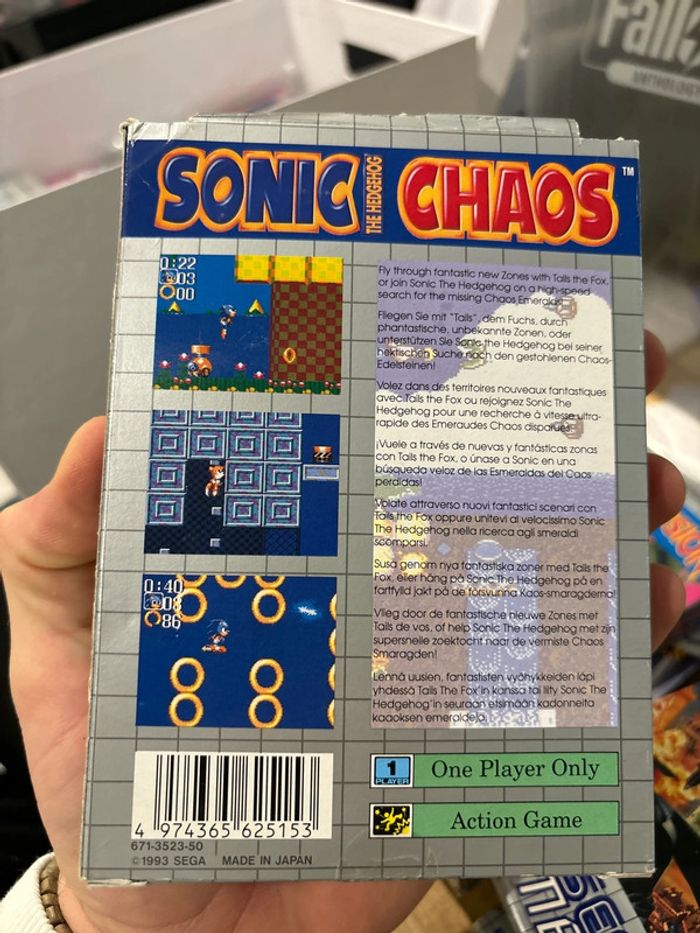 Fall
ANTHOLOGY
SONIC THE HEDGEHOG CHAOS ™
0:22
03
00
Fly through fantastic new Zones with Tails the Fox,
or join Sonic The Hedgehog on a high-speed
search for the missing Chaos Emeralds!
Fliegen Sie mit "Tails", dem Fuchs, durch
phantastische, unbekannte Zonen, oder
unterstützen Sie Sonic the Hedgehog bei seiner
hektischen Suche nach den gestohlenen Chaos-
Edelsteinen!
Volez dans des territoires nouveaux fantastiques
avec Tails the Fox ou rejoignez Sonic The
Hedgehog pour une recherche à vitesse ultra-
rapide des Emeraudes Chaos disparues.
¡Vuele a través de nuevas y fantásticas zonas
con Tails the Fox, o únase a Sonic en una
búsqueda veloz de las Esmeraldas del Caos
perdidas!
Volate attraverso nuovi fantastici scenari con
Tails the Fox oppure unitevi al velocissimo Sonic
The Hedgehog nella ricerca agli smeraldi
scomparsi.
Susa genom nya fantastiska zoner med Tails the
Fox, eller häng på Sonic The Hedgehog på en
fartfylld jakt på de försvunna Kaos-smaragderna!
Vlieg door de fantastische nieuwe Zones met
Tails de vos, of help Sonic The Hedgehog met zijn
supersnelle zoektocht naar de vermiste Chaos
Smaragden!
Lennä uusien, fantastisten vyöhykkeiden läpi
yhdessä Tails The Fox'in kanssa tai liity Sonic The
Hedgehog'in seuraan etsimään kadonneita
kaaoksen emeraldeja.
0:40
08
86
1
PLAYER
One Player Only
Action Game
4 974365 625153
671-3523-50
©1993 SEGA MADE IN JAPAN